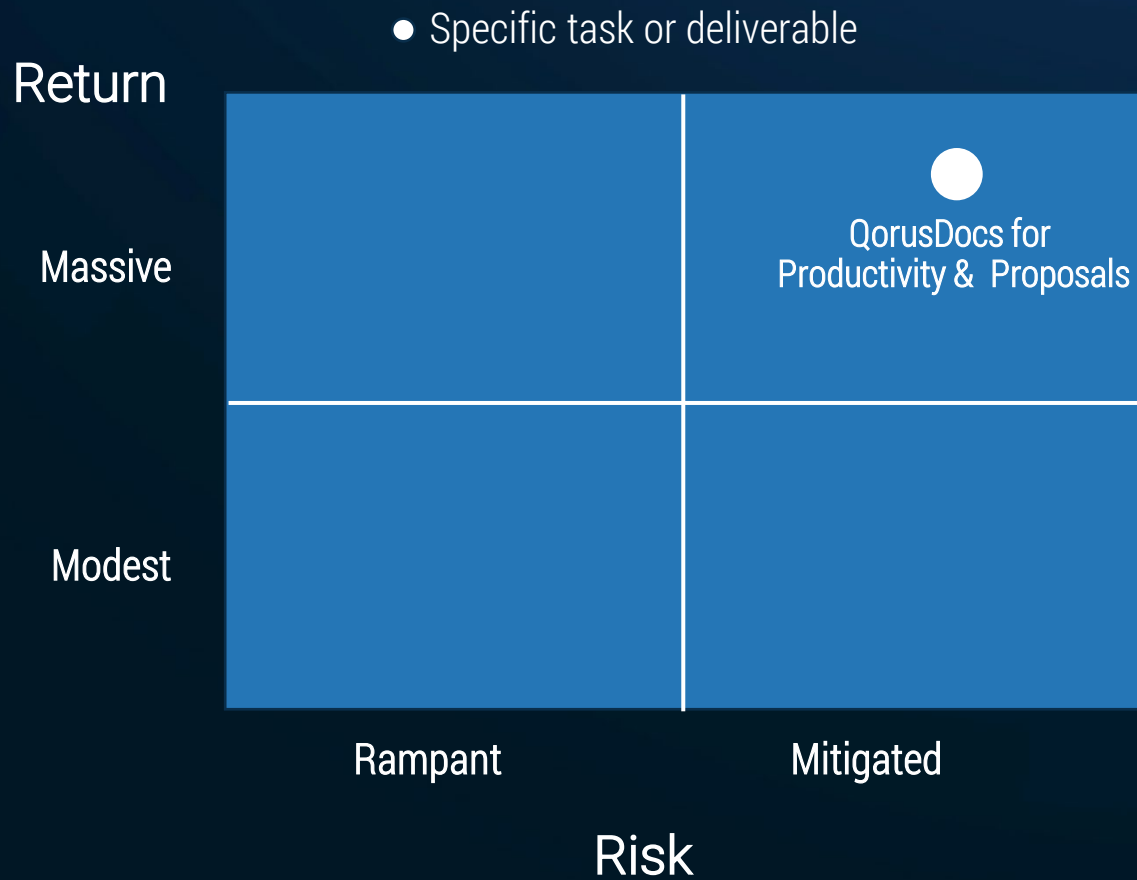 Specific task or deliverable
Return
QorusDocs for
Productivity & Proposals
Massive
Modest
Rampant
Mitigated
Risk